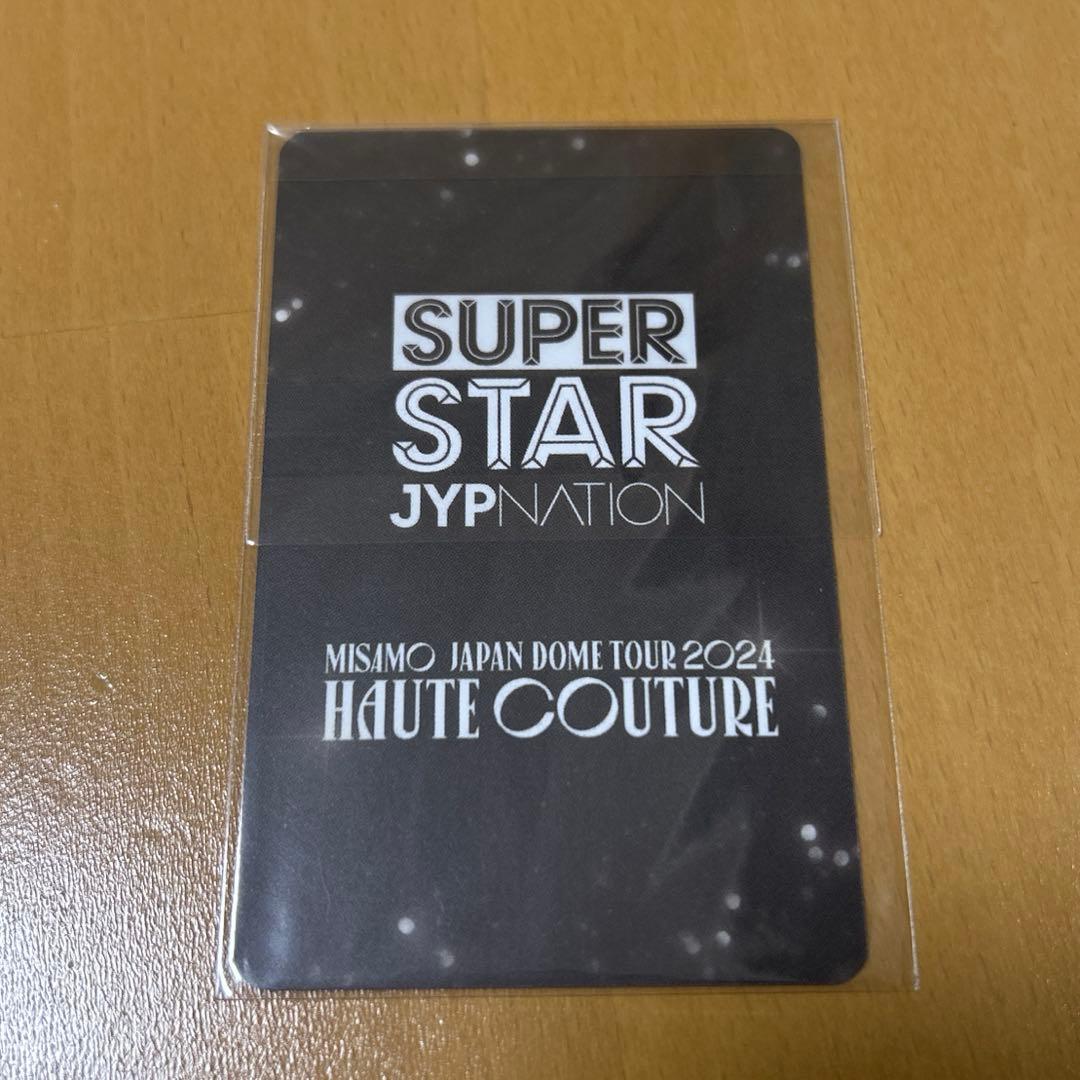 SUPER
STAR
JYPNATION
MISAMO JAPAN DOME TOUR 2024
HAUTE COUTURE